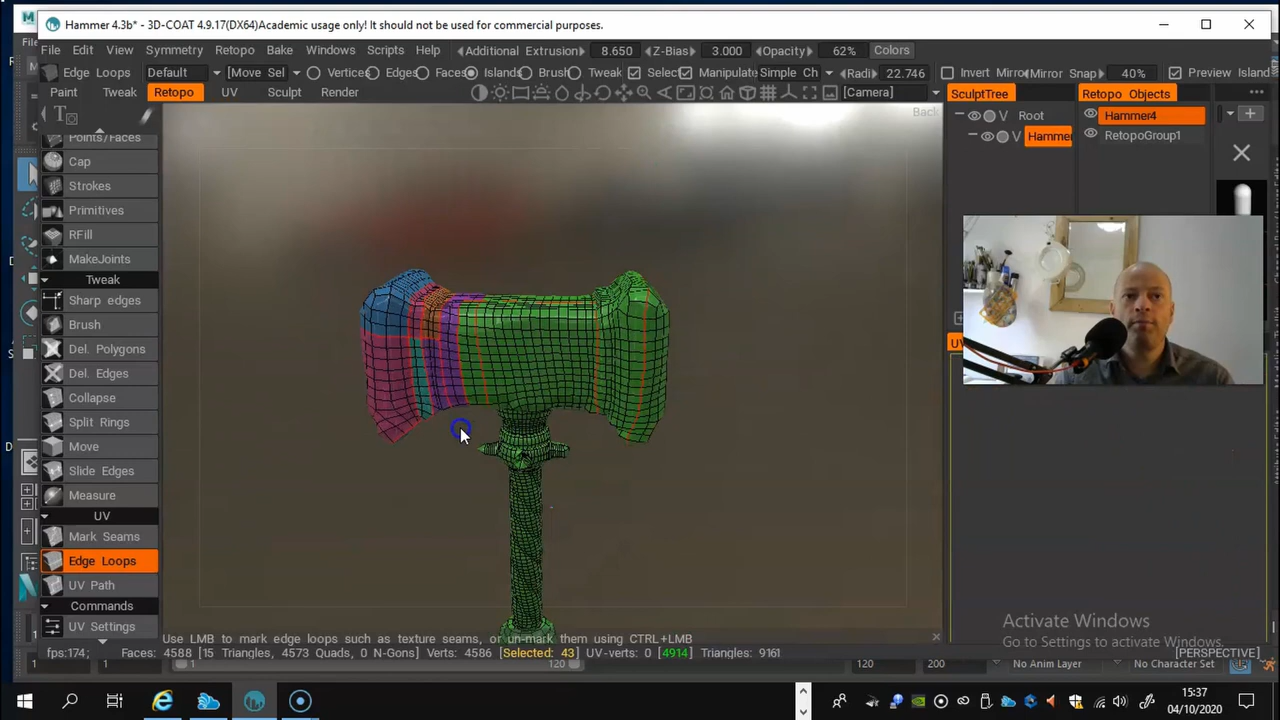 Hammer 4.3b* - 3D-COAT 4.9.17(DX64)Academic usage only! It should not be used for commercial purposes.
File Edit View Symmetry Retopo Bake Windows Scripts Help Additional Extrusion 8.650 Z-Bias 3.000 Opacity 62% Colors
Edge Loops Default [Move Sel Vertices Edges Faces Islands Brush Tweak Select Manipulate Simple Ch Radi 22.746 Invert Mirror Mirror Snap 40% Preview Island
Paint Tweak Retopo UV Sculpt Render [Camera] SculptTree Retopo Objects
Back
Root
Hammer
Hammer4
RetopoGroup1
Points/Faces
Cap
Strokes
Primitives
RFill
MakeJoints
Tweak
Sharp edges
Brush
Del. Polygons
Del. Edges
Collapse
Split Rings
Move
Slide Edges
Measure
UV
Mark Seams
Edge Loops
UV Path
Commands
UV Settings
UV
Activate Windows
Go to Settings to activate Windows.
Use LMB to mark edge loops such as texture seams, or un-mark them using CTRL+LMB
fps:174; Faces: 4588 [15 Triangles, 4573 Quads, 0 N-Gons] Verts: 4586 [Selected: 43] UV-verts: 0 [4914] Triangles: 9161 [PERSPECTIVE]
1 1 120 120 200 No Anim Layer No Character Set
15:37
04/10/2020